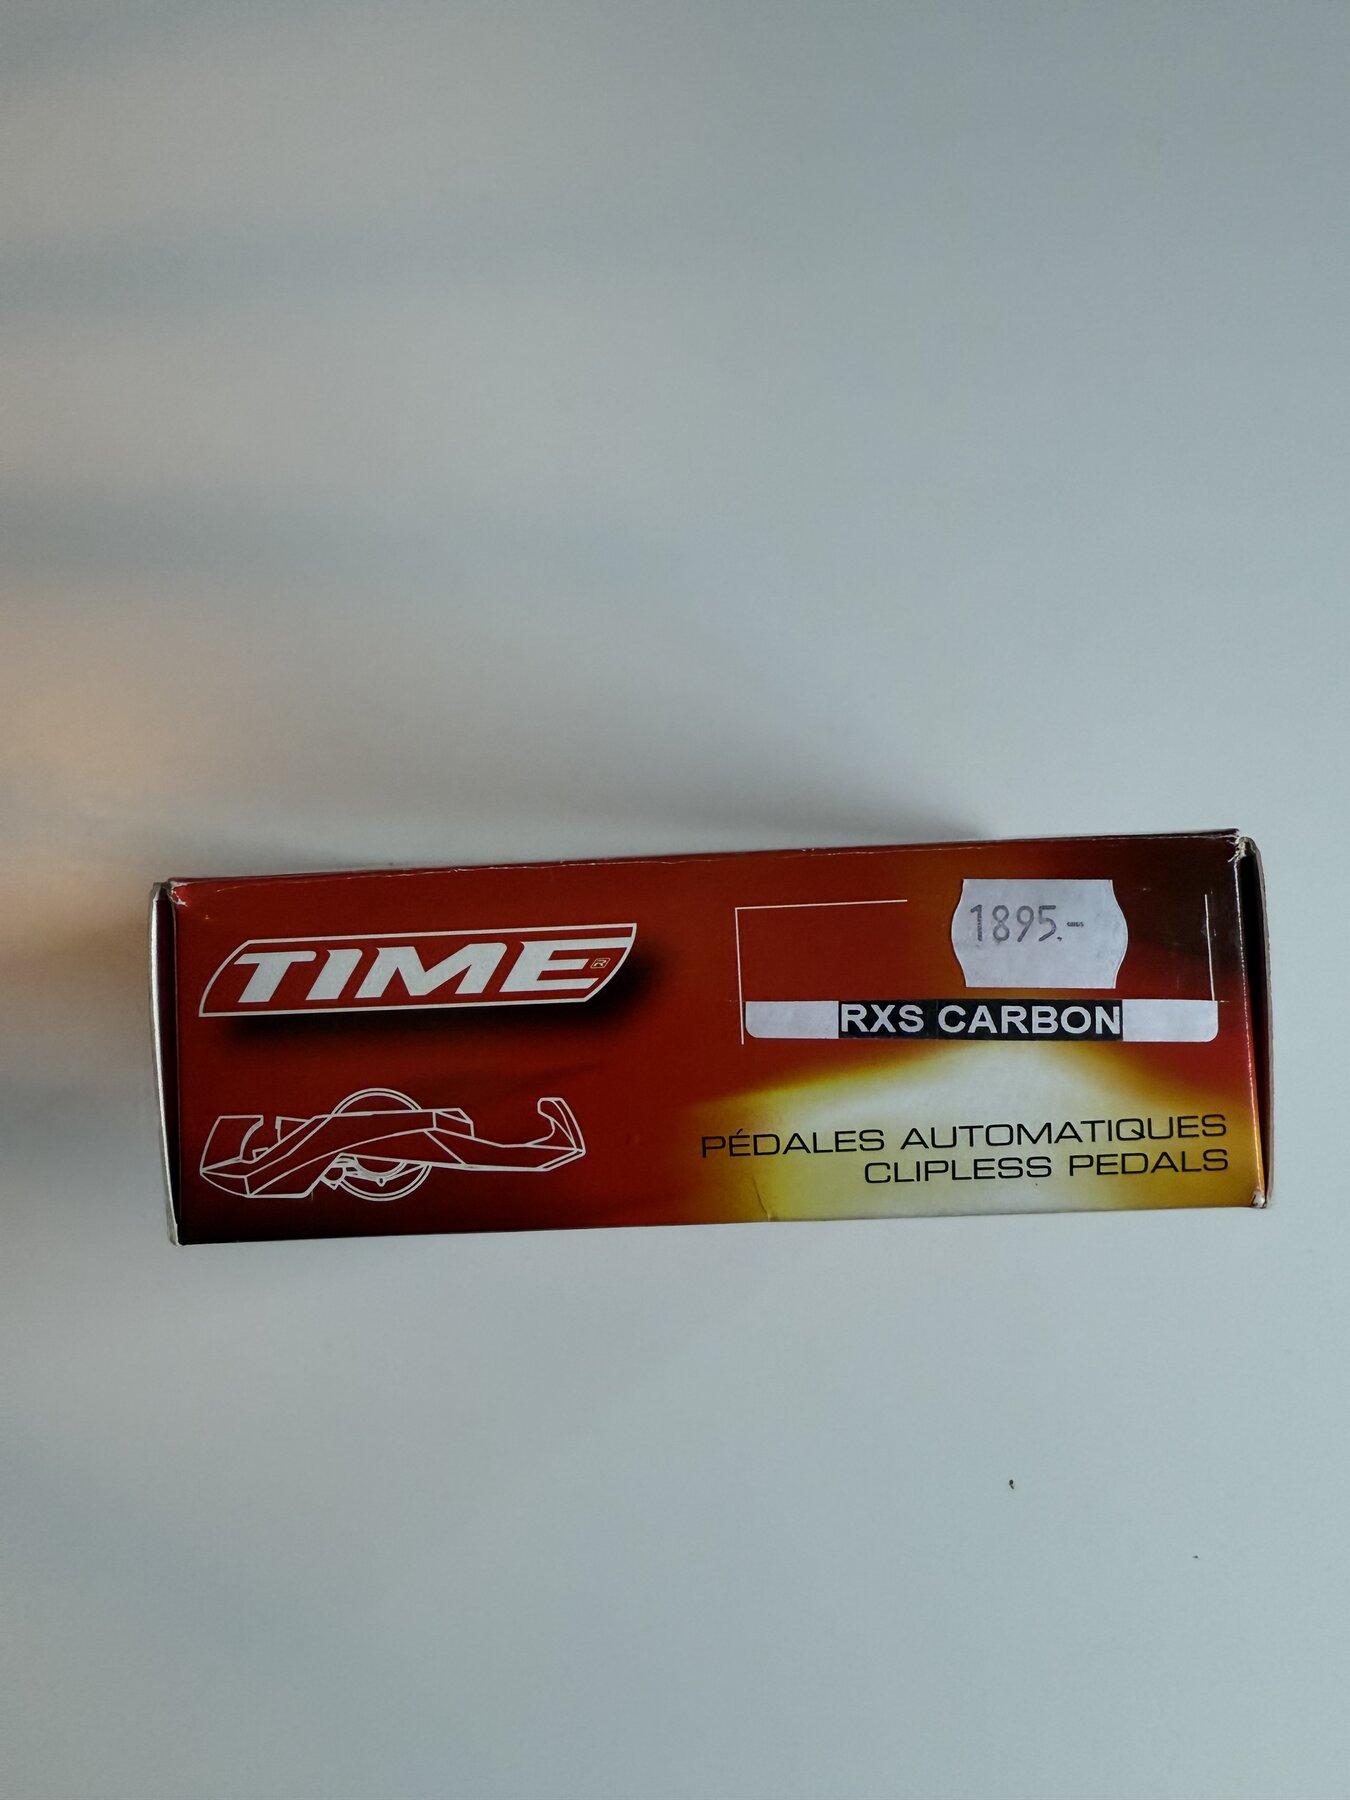 TIME®
1895.-
RXS CARBON
PÉDALES AUTOMATIQUES
CLIPLESS PEDALS